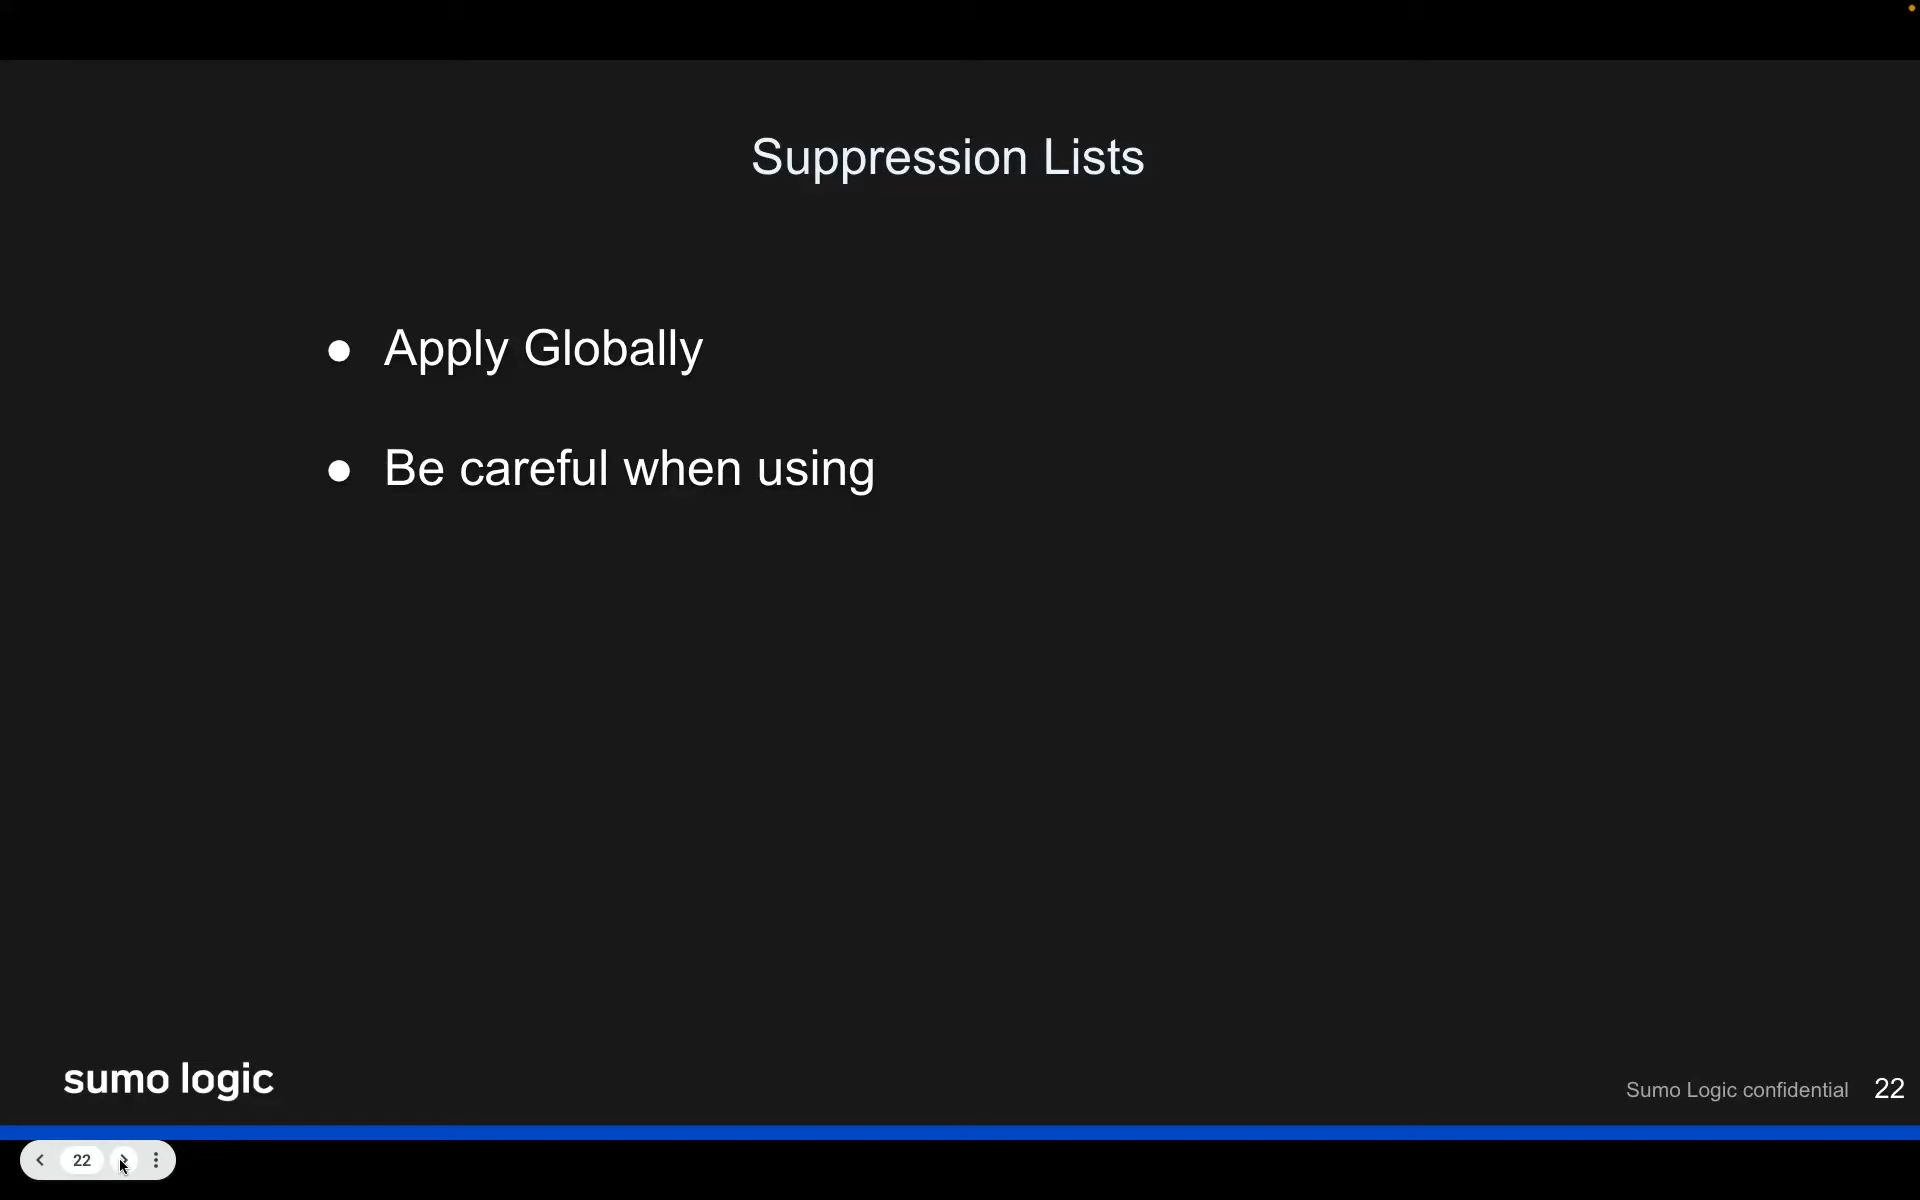 Suppression Lists
● Apply Globally
● Be careful when using
sumo logic
Sumo Logic confidential 22
22